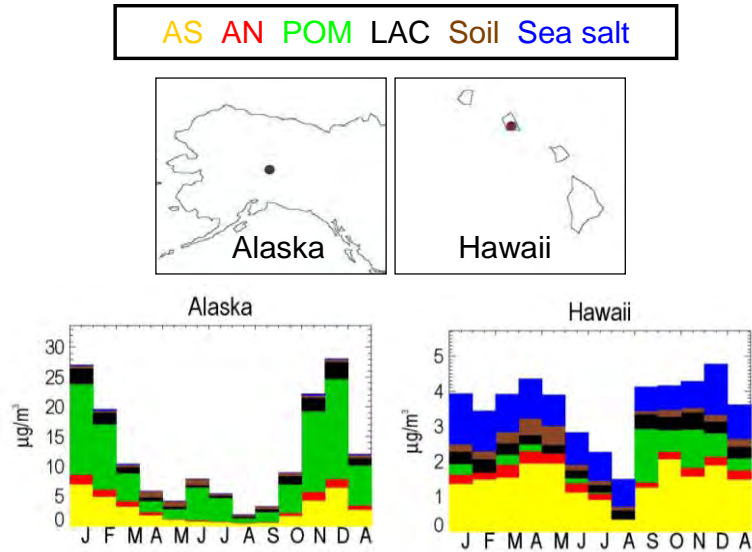 AS AN POM LAC Soil Sea salt
Alaska
Hawaii
Alaska
30
25
20
15
10
5
0
µg/m³
J F M A M J J A S O N D A
Hawaii
5
4
3
2
1
0
µg/m³
J F M A M J J A S O N D A